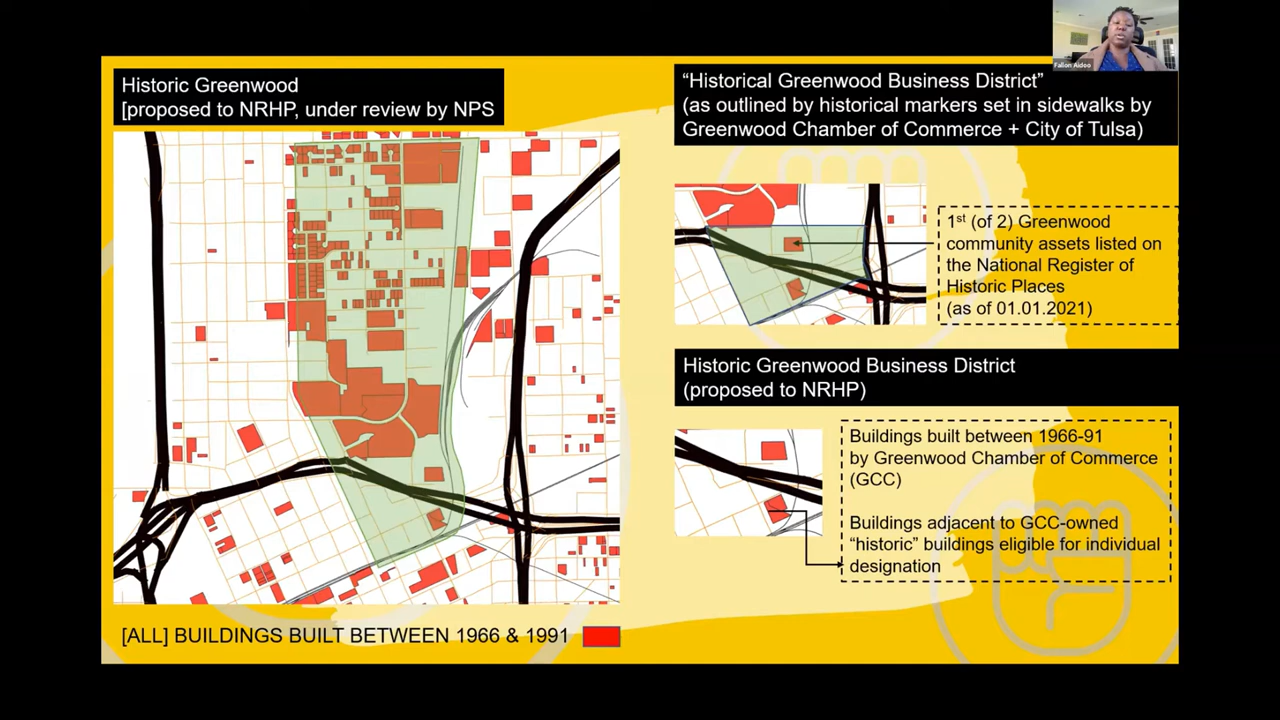 Fallon Aidoo
Historic Greenwood
[proposed to NRHP, under review by NPS
“Historical Greenwood Business District”
(as outlined by historical markers set in sidewalks by
Greenwood Chamber of Commerce + City of Tulsa)
1st (of 2) Greenwood
community assets listed on
the National Register of
Historic Places
(as of 01.01.2021)
Historic Greenwood Business District
(proposed to NRHP)
Buildings built between 1966-91
by Greenwood Chamber of Commerce
(GCC)
Buildings adjacent to GCC-owned
“historic” buildings eligible for individual
designation
[ALL] BUILDINGS BUILT BETWEEN 1966 & 1991